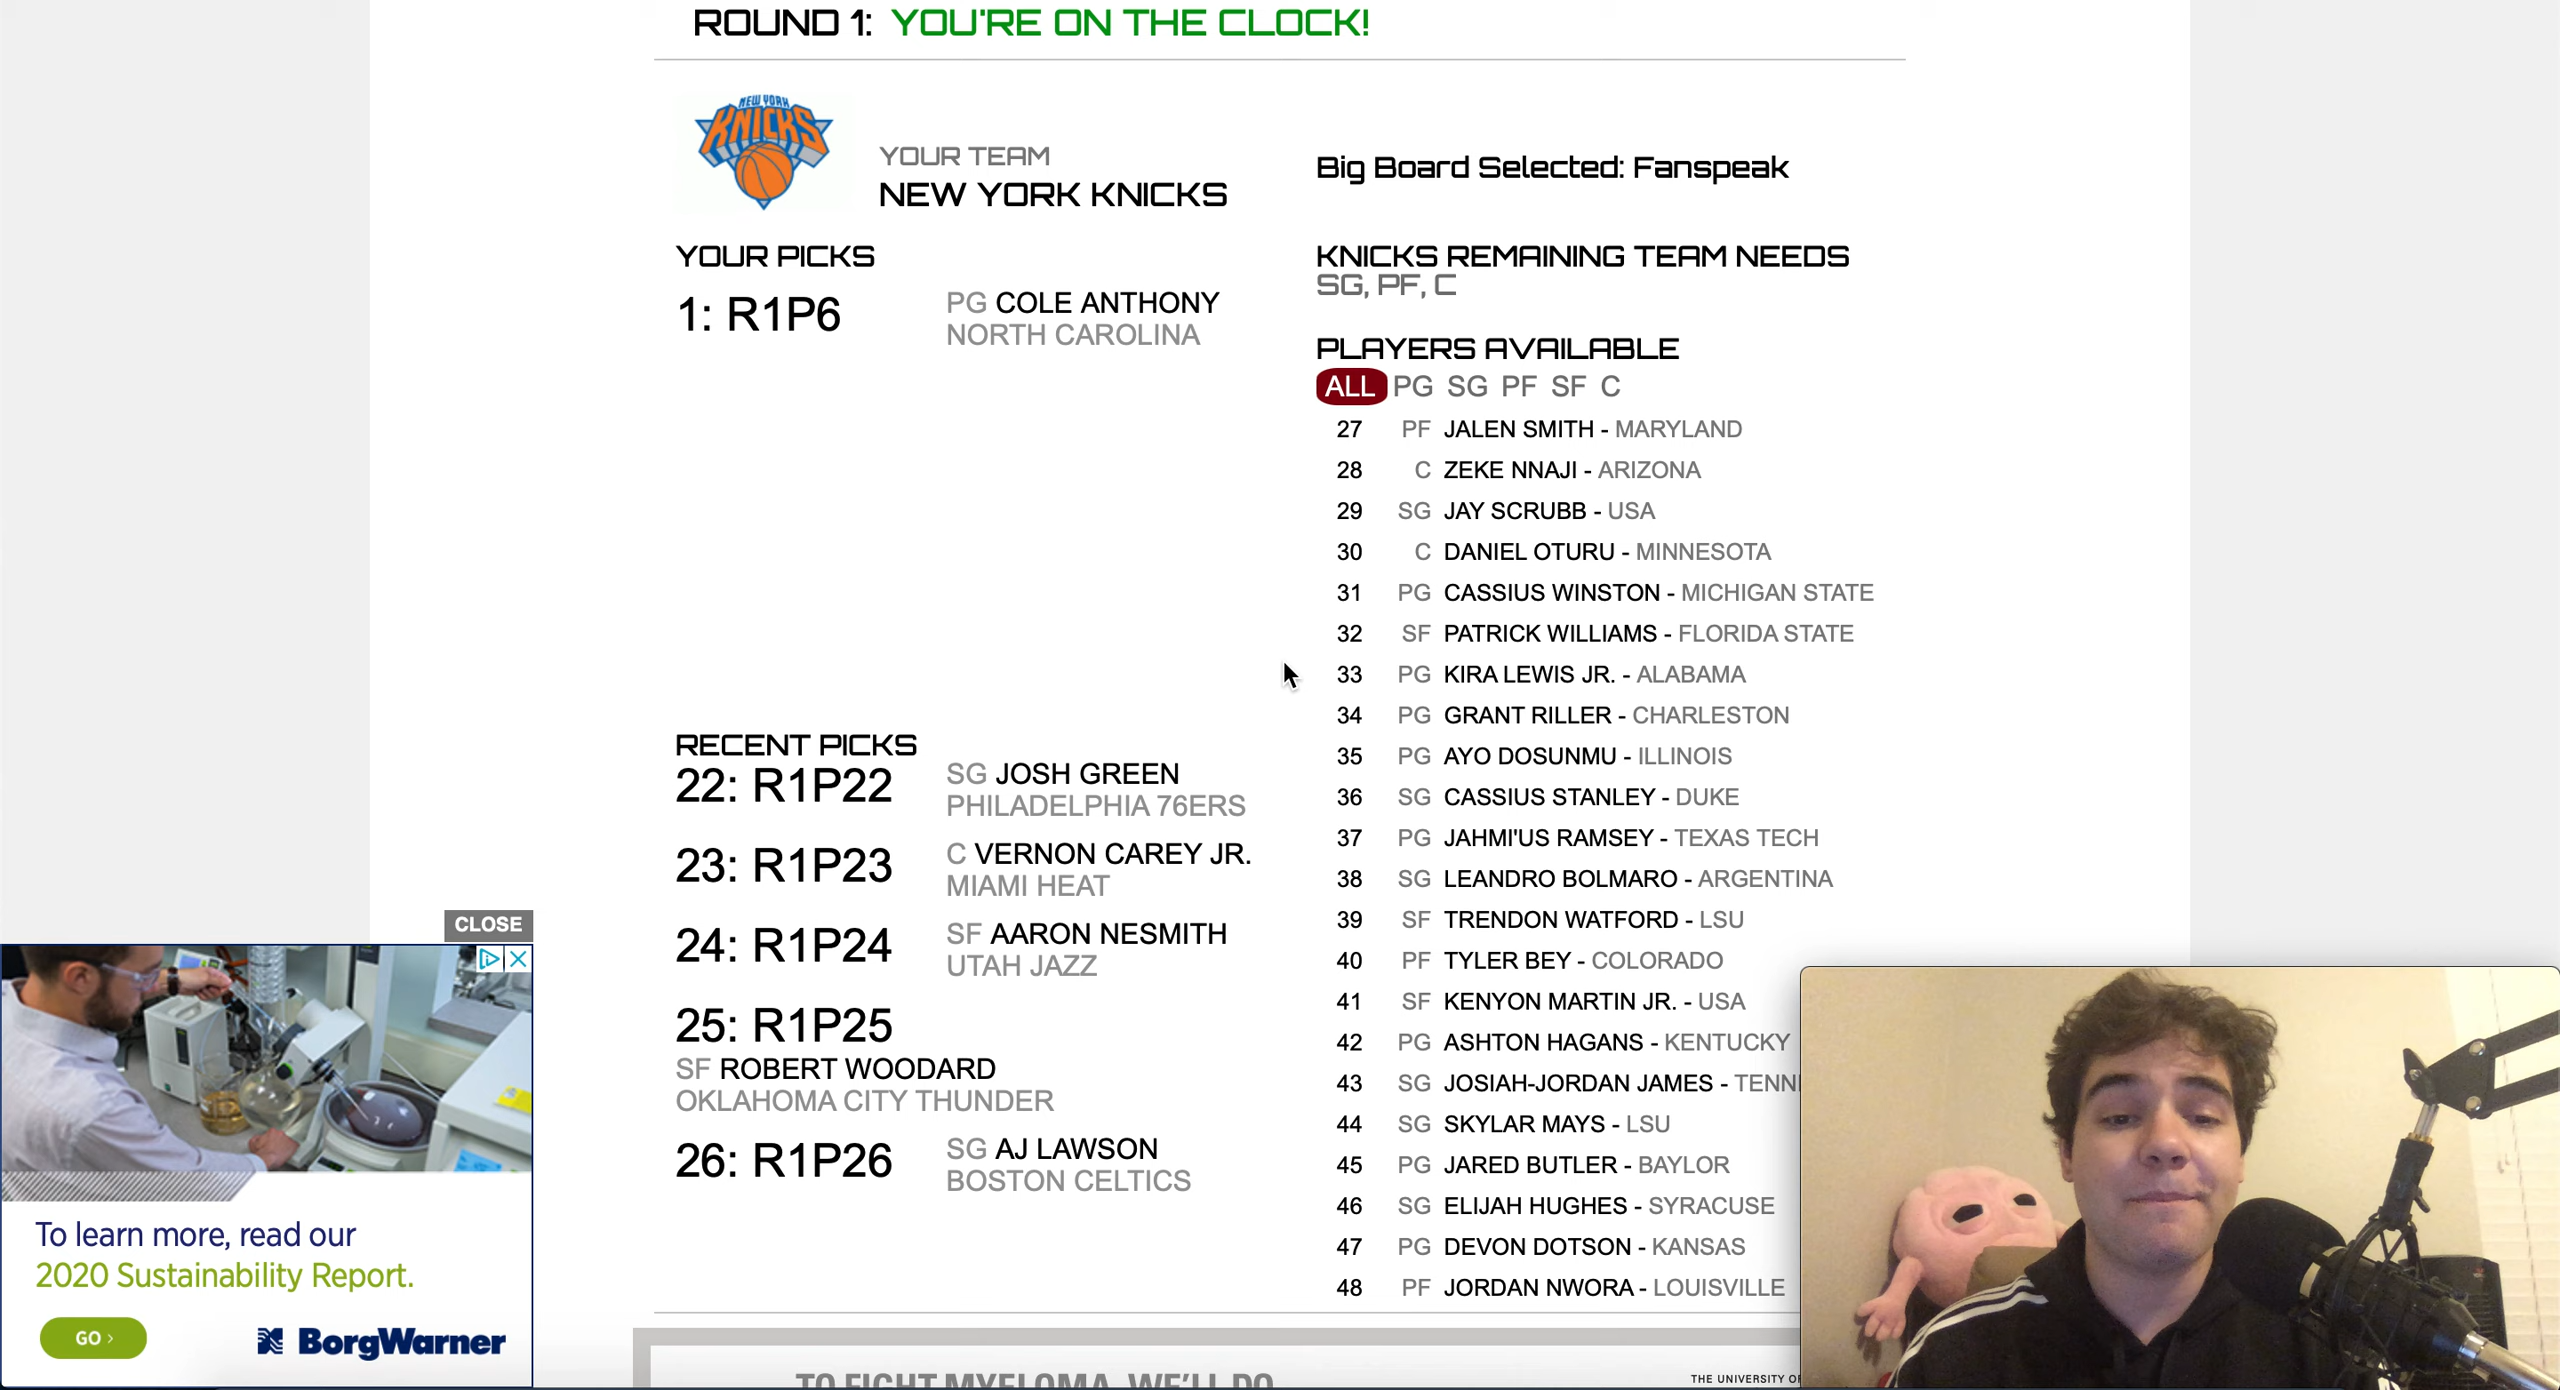 ROUND 1: YOU'RE ON THE CLOCK!
NEW YORK
KNICKS
YOUR TEAM
NEW YORK KNICKS
Big Board Selected: Fanspeak
YOUR PICKS
1: R1P6
PG COLE ANTHONY
NORTH CAROLINA
KNICKS REMAINING TEAM NEEDS
SG, PF, C
PLAYERS AVAILABLE
ALL PG SG PF SF C
27 PF JALEN SMITH - MARYLAND
28 C ZEKE NNAJI - ARIZONA
29 SG JAY SCRUBB - USA
30 C DANIEL OTURU - MINNESOTA
31 PG CASSIUS WINSTON - MICHIGAN STATE
32 SF PATRICK WILLIAMS - FLORIDA STATE
33 PG KIRA LEWIS JR. - ALABAMA
34 PG GRANT RILLER - CHARLESTON
35 PG AYO DOSUNMU - ILLINOIS
36 SG CASSIUS STANLEY - DUKE
37 PG JAHMI'US RAMSEY - TEXAS TECH
38 SG LEANDRO BOLMARO - ARGENTINA
39 SF TRENDON WATFORD - LSU
40 PF TYLER BEY - COLORADO
41 SF KENYON MARTIN JR. - USA
42 PG ASHTON HAGANS - KENTUCKY
43 SG JOSIAH-JORDAN JAMES - TENN
44 SG SKYLAR MAYS - LSU
45 PG JARED BUTLER - BAYLOR
46 SG ELIJAH HUGHES - SYRACUSE
47 PG DEVON DOTSON - KANSAS
48 PF JORDAN NWORA - LOUISVILLE
RECENT PICKS
22: R1P22
SG JOSH GREEN
PHILADELPHIA 76ERS
23: R1P23
C VERNON CAREY JR.
MIAMI HEAT
24: R1P24
SF AARON NESMITH
UTAH JAZZ
25: R1P25
SF ROBERT WOODARD
OKLAHOMA CITY THUNDER
26: R1P26
SG AJ LAWSON
BOSTON CELTICS
CLOSE
To learn more, read our
2020 Sustainability Report.
GO ›
BorgWarner
TO FIGHT MYELOMA, WE'LL DO
THE UNIVERSITY OF